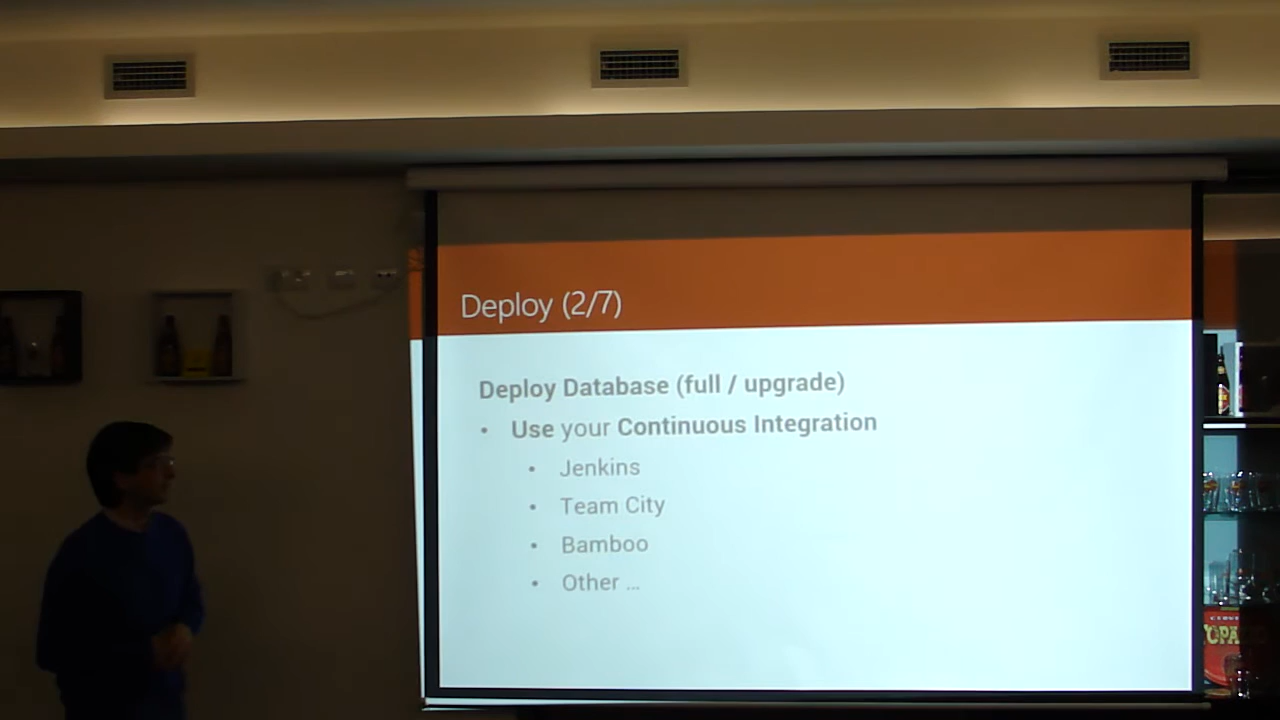 Deploy (2/7)
Deploy Database (full / upgrade)
• Use your Continuous Integration
• Jenkins
• Team City
• Bamboo
• Other ...